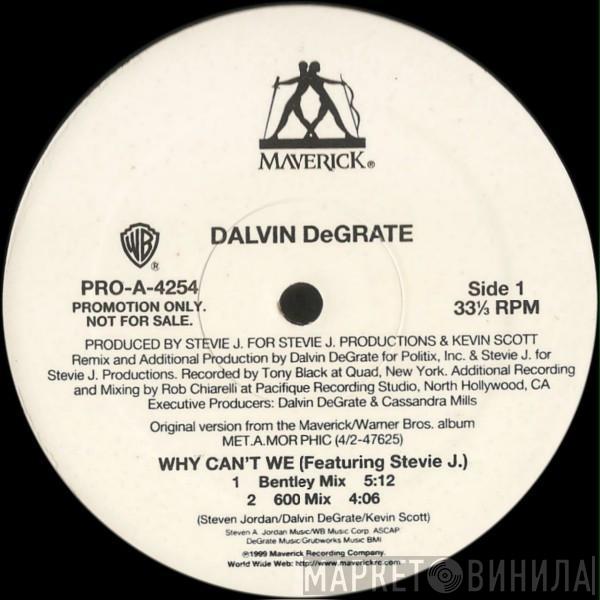 MAVERICK®
DALVIN DeGRATE
WB
®
PRO-A-4254
PROMOTION ONLY.
NOT FOR SALE.
Side 1
33⅓ RPM
PRODUCED BY STEVIE J. FOR STEVIE J. PRODUCTIONS & KEVIN SCOTT
Remix and Additional Production by Dalvin DeGrate for Politix, Inc. & Stevie J. for
Stevie J. Productions. Recorded by Tony Black at Quad, New York. Additional Recording
and Mixing by Rob Chiarelli at Pacifique Recording Studio, North Hollywood, CA
Executive Producers: Dalvin DeGrate & Cassandra Mills
Original version from the Maverick/Warner Bros. album
MET.A.MOR PHIC (4/2-47625)
WHY CAN'T WE (Featuring Stevie J.)
1 Bentley Mix 5:12
2 600 Mix 4:06
(Steven Jordan/Dalvin DeGrate/Kevin Scott)
Steven A. Jordan Music/WB Music Corp. ASCAP
DeGrate Music/Grubworks Music BMI
℗1999 Maverick Recording Company.
World Wide Web: http://www.maverickrc.com
МАРКЕТ ВИНИЛА